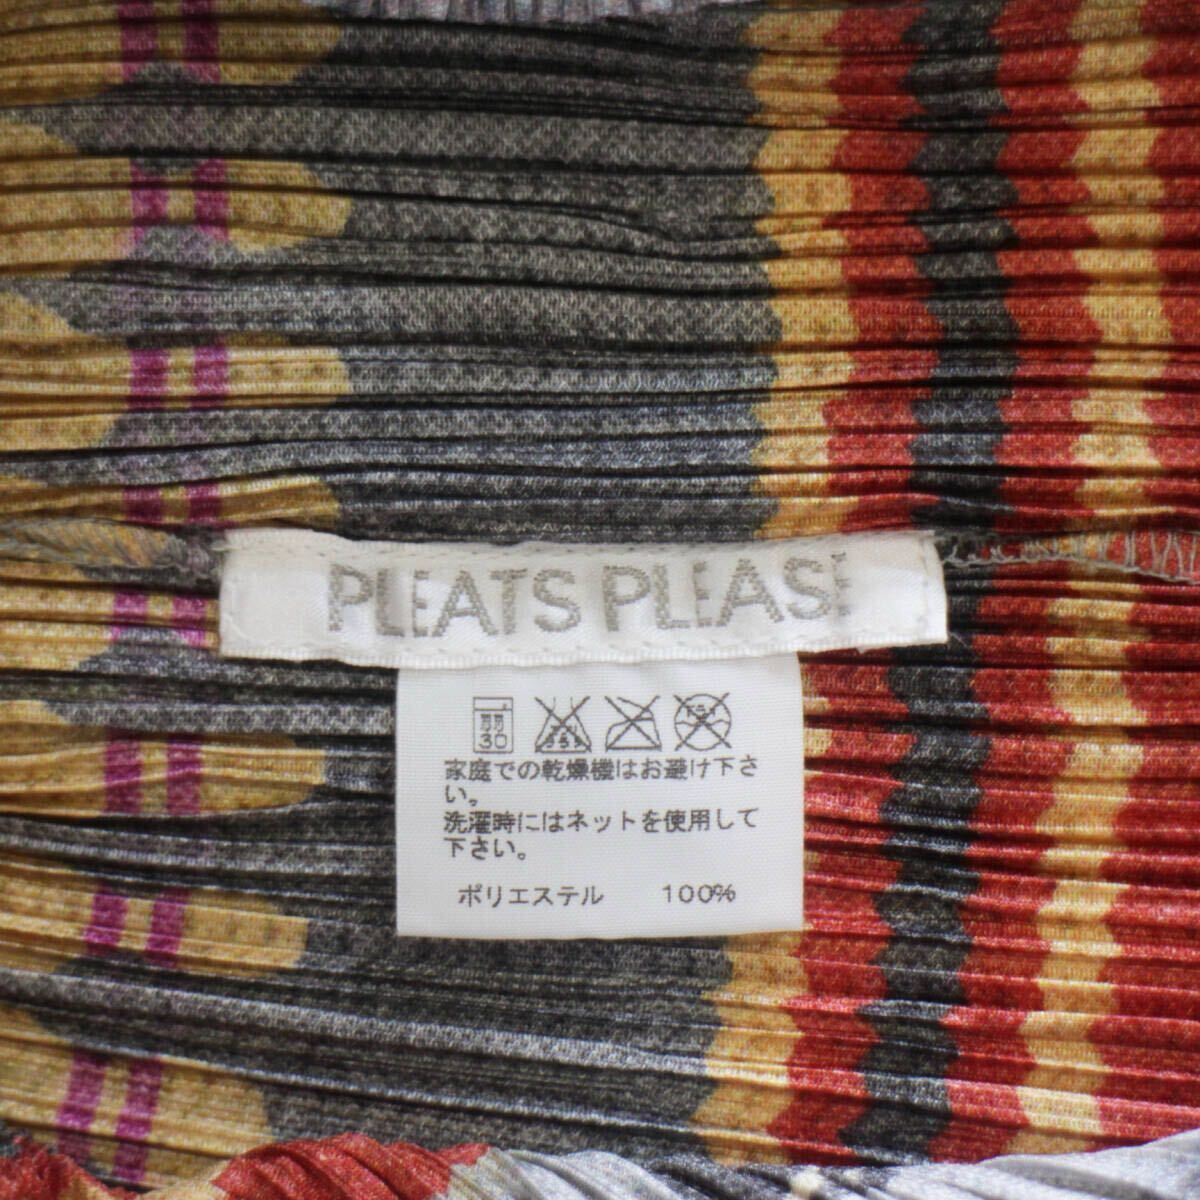 PLEATS PLEASE
30
家庭での乾燥機はお避け下さ
い。
洗濯時にはネットを使用して
下さい。
ポリエステル 100%